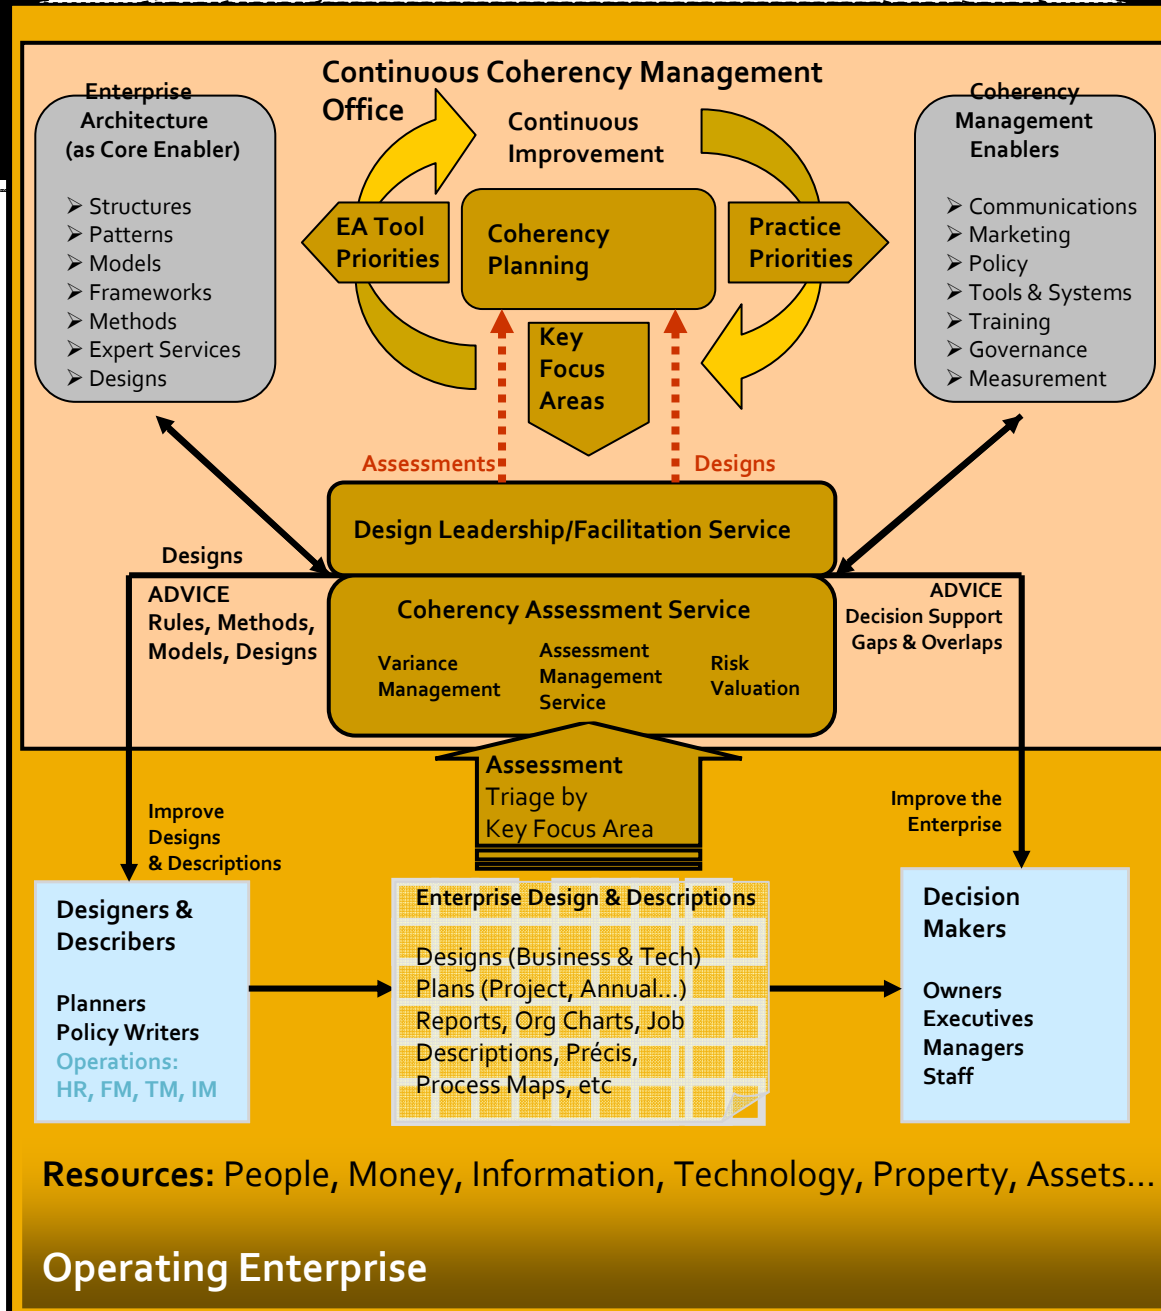 Continuous Coherency Management
Office
Enterprise
Architecture
(as Core Enabler)
➢ Structures
➢ Patterns
➢ Models
➢ Frameworks
➢ Methods
➢ Expert Services
➢ Designs
Continuous
Improvement
EA Tool
Priorities
Coherency
Planning
Practice
Priorities
Key
Focus
Areas
Coherency
Management
Enablers
➢ Communications
➢ Marketing
➢ Policy
➢ Tools & Systems
➢ Training
➢ Governance
➢ Measurement
Assessments
Designs
Design Leadership/Facilitation Service
Designs
ADVICE
Rules, Methods,
Models, Designs
Coherency Assessment Service
Variance
Management
Assessment
Management
Service
Risk
Valuation
ADVICE
Decision Support
Gaps & Overlaps
Assessment
Triage by
Key Focus Area
Improve
Designs
& Descriptions
Improve the
Enterprise
Designers &
Describers
Planners
Policy Writers
Operations:
HR, FM, TM, IM
Enterprise Design & Descriptions
Designs (Business & Tech)
Plans (Project, Annual...)
Reports, Org Charts, Job
Descriptions, Précis,
Process Maps, etc
Decision
Makers
Owners
Executives
Managers
Staff
Resources: People, Money, Information, Technology, Property, Assets...
Operating Enterprise